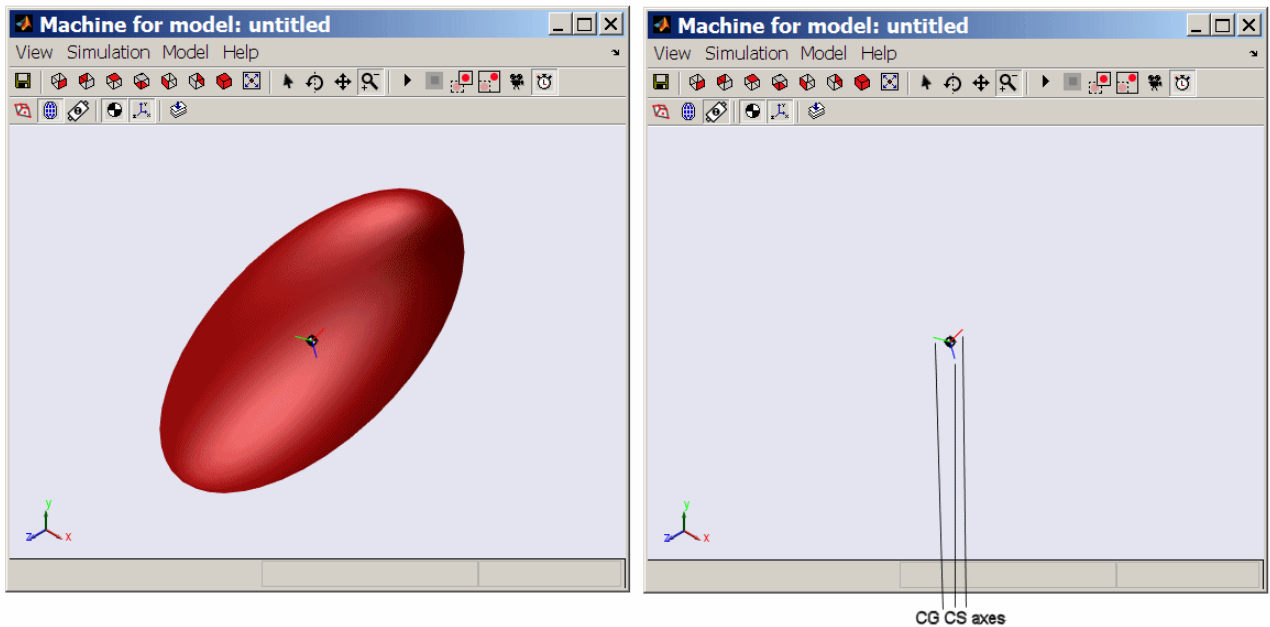 Machine for model: untitled
View Simulation Model Help
y
z
x
Machine for model: untitled
View Simulation Model Help
y
z
x
CG CS axes